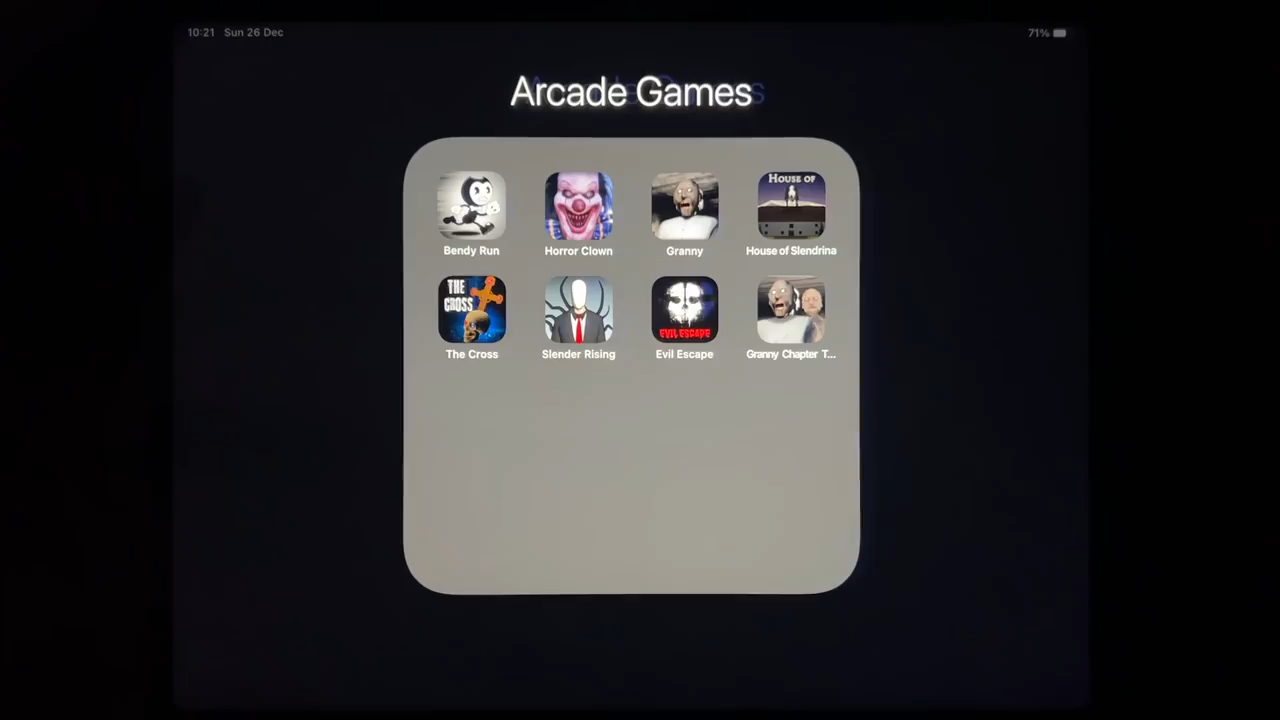 10:21 Sun 26 Dec 71%
Arcade Games
HOUSE OF
Bendy Run Horror Clown Granny House of Slendrina
THE CROSS
EVIL ESCAPE
The Cross Slender Rising Evil Escape Granny Chapter T...